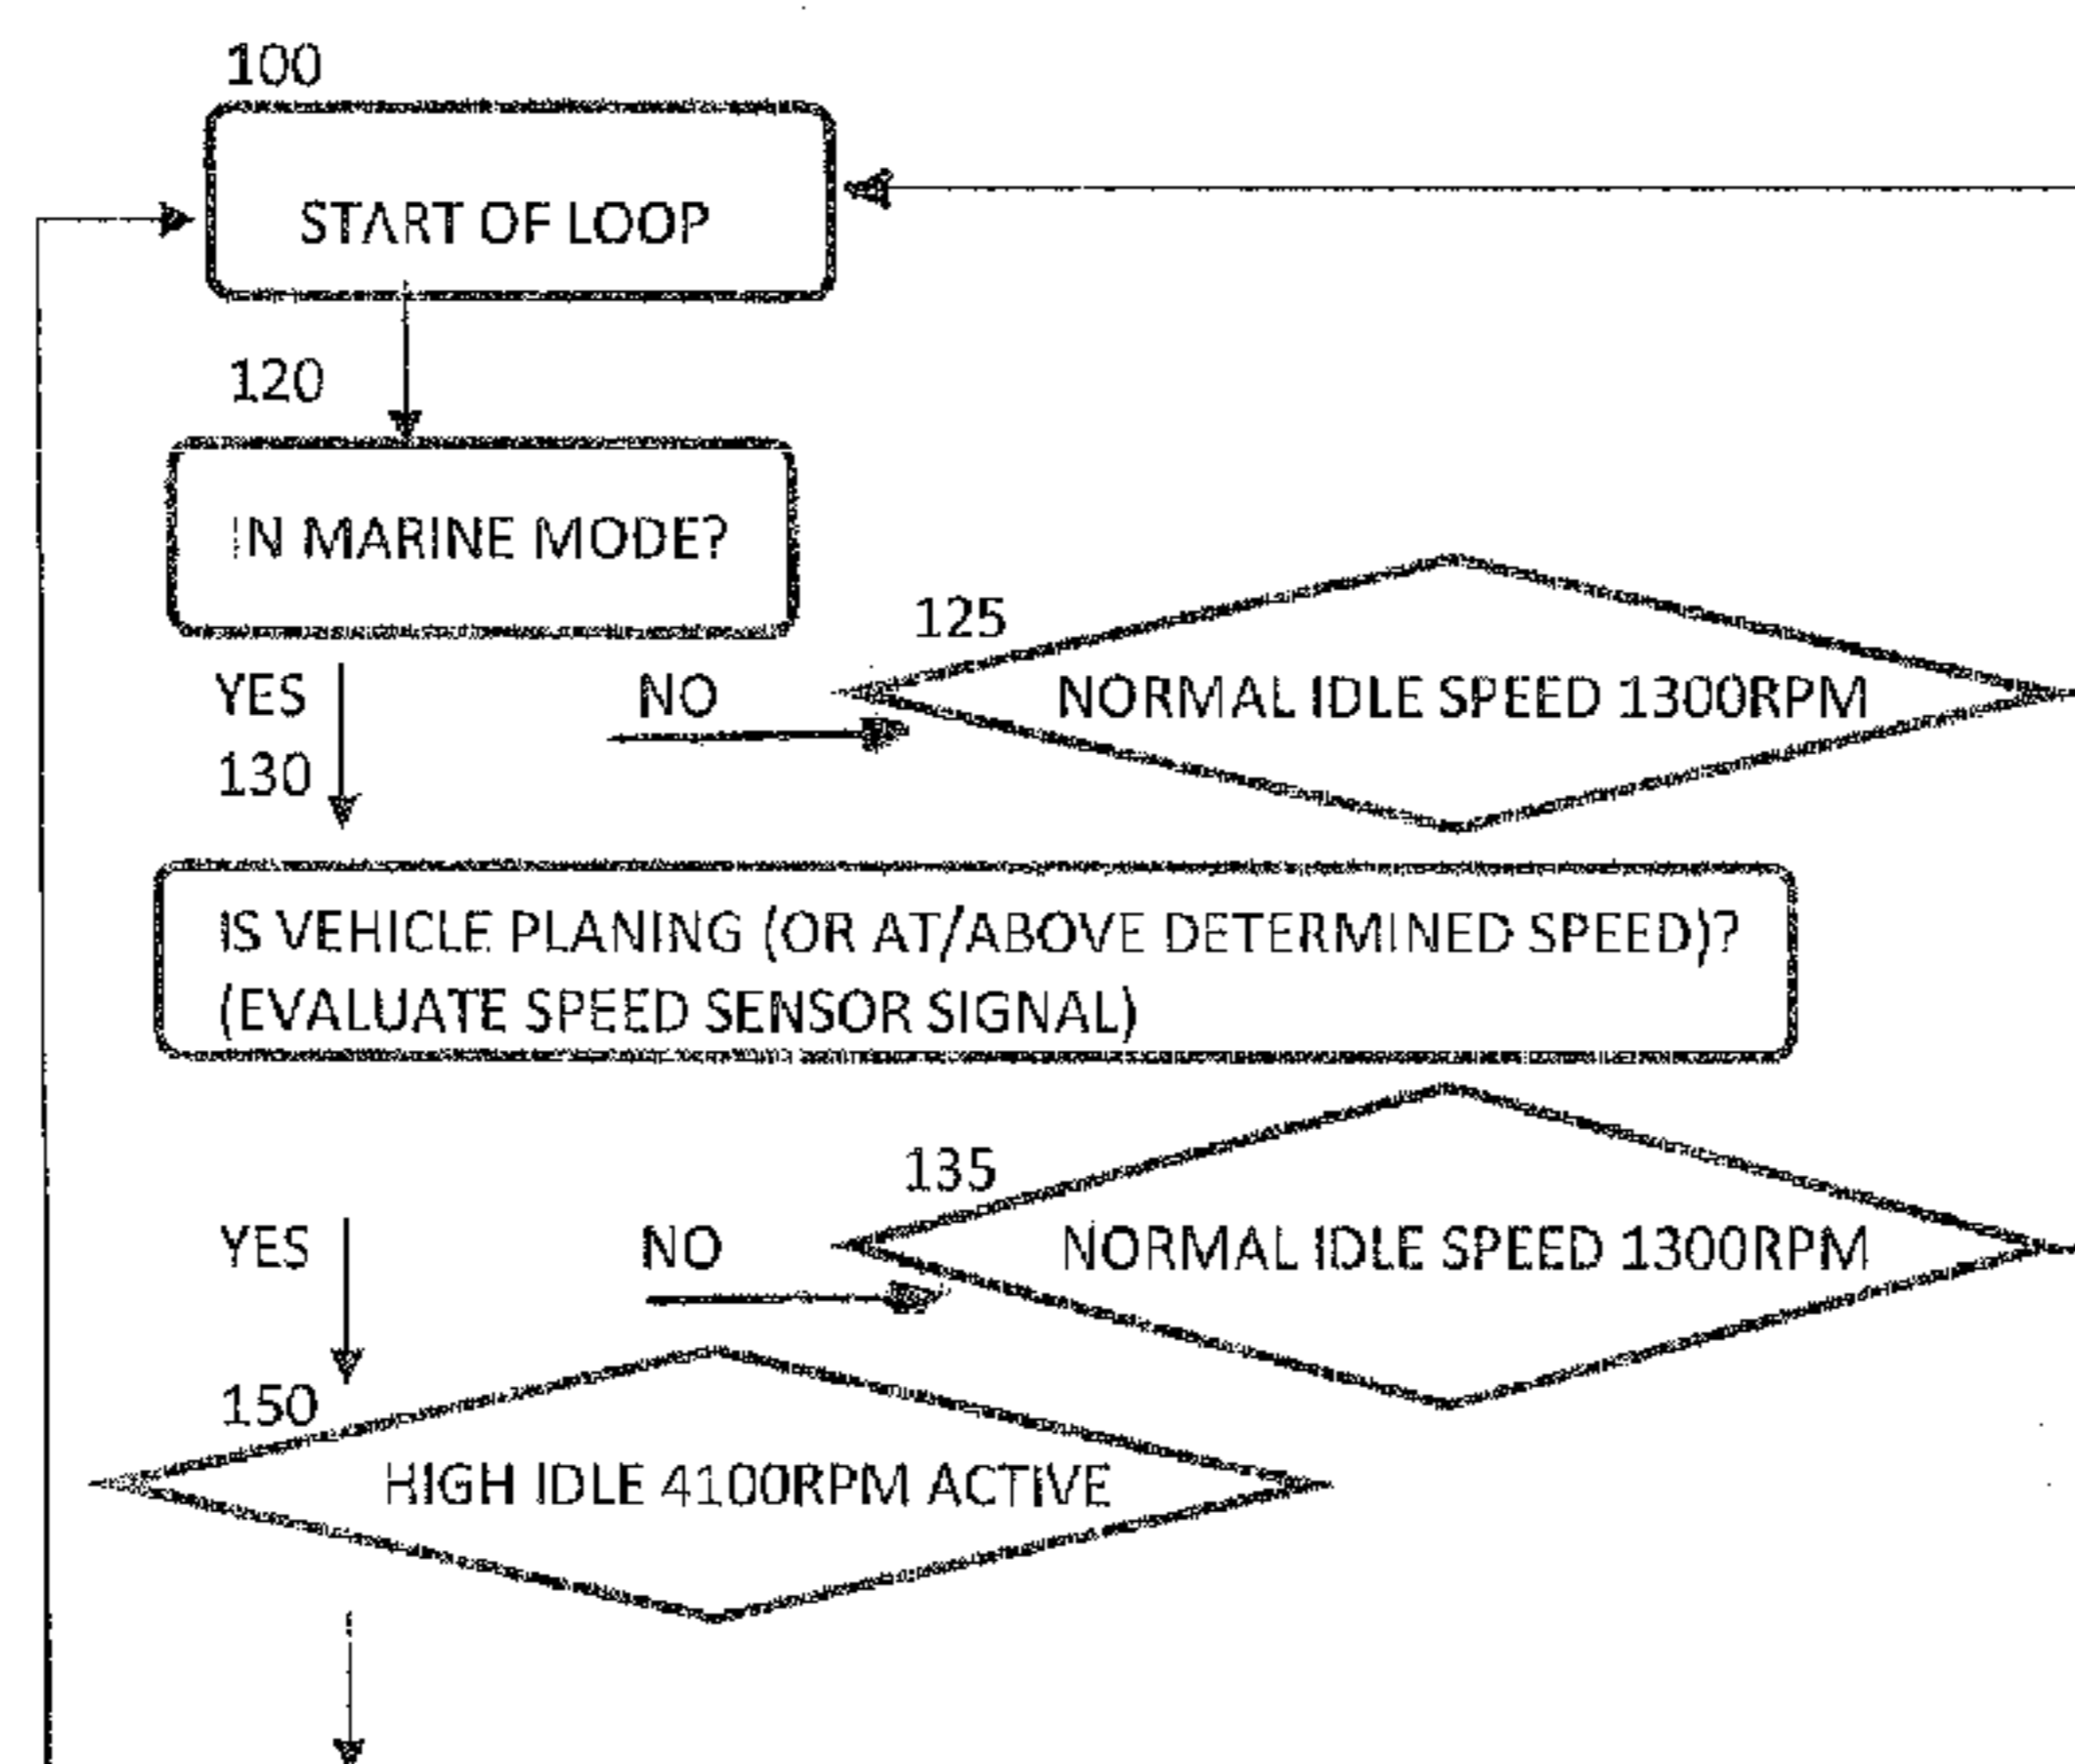 100
START OF LOOP
120
IN MARINE MODE?
125
YES
NO
NORMAL IDLE SPEED 1300RPM
130
IS VEHICLE PLANING (OR AT/ABOVE DETERMINED SPEED)?
(EVALUATE SPEED SENSOR SIGNAL)
135
YES
NO
NORMAL IDLE SPEED 1300RPM
150
HIGH IDLE 4100RPM ACTIVE